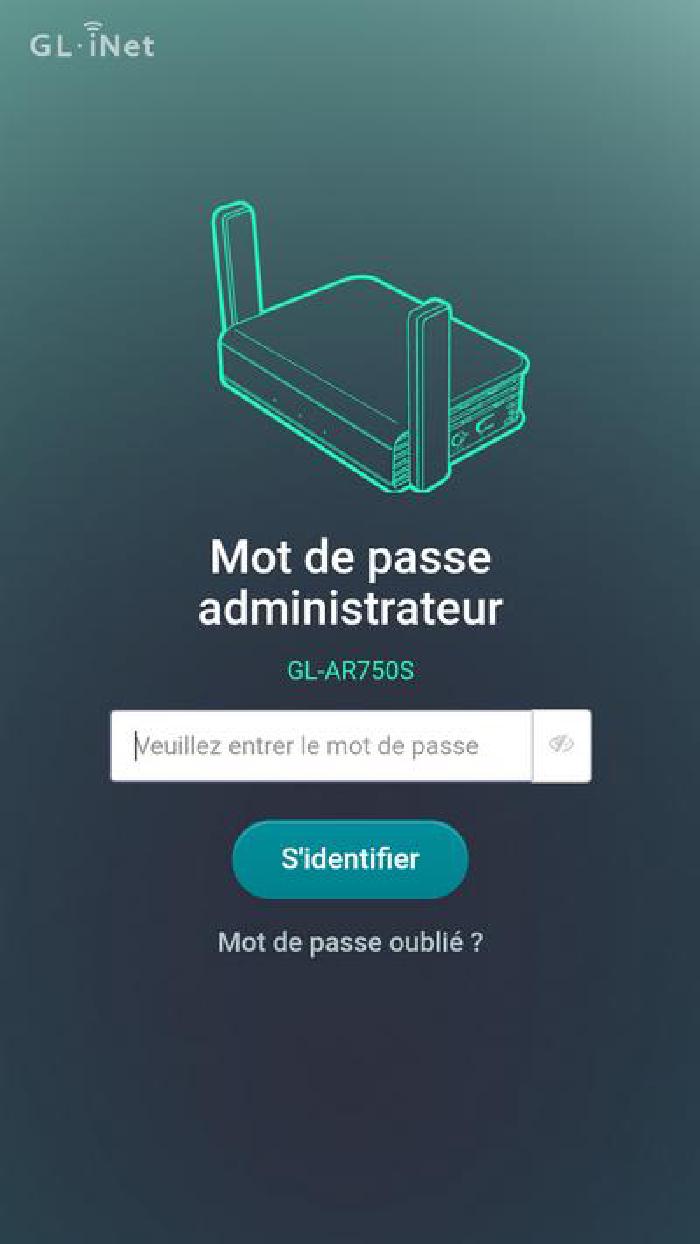 GL·iNet
Mot de passe
administrateur
GL-AR750S
Veuillez entrer le mot de passe
S'identifier
Mot de passe oublié ?